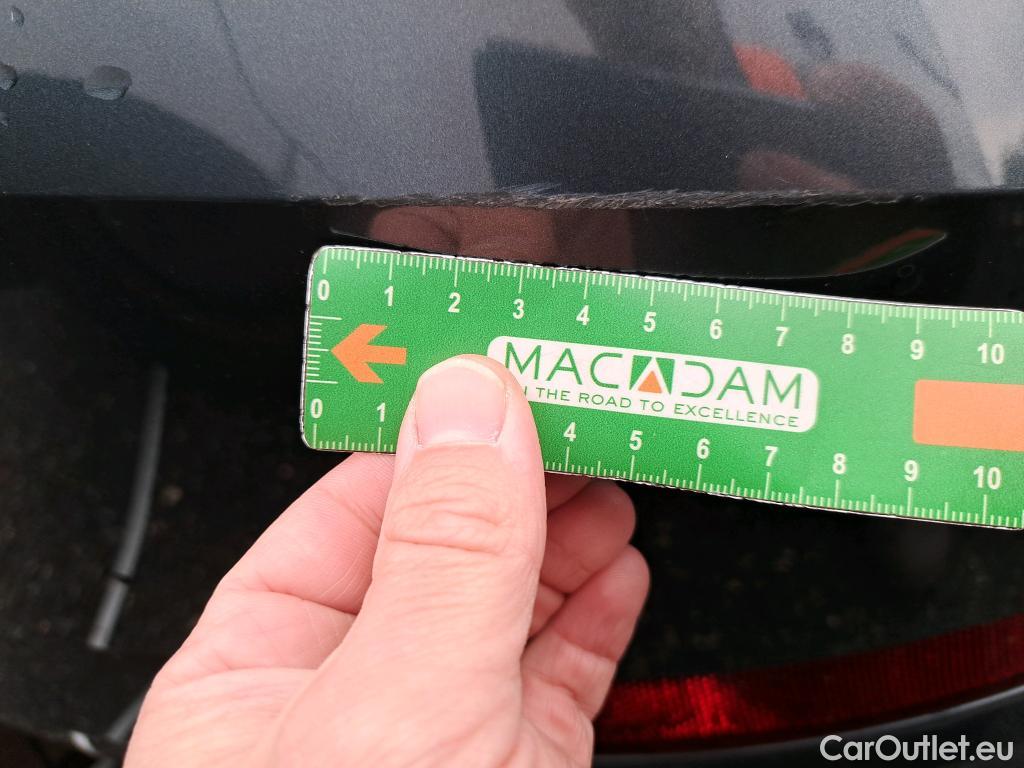 0 1 2 3 4 5 6 7 8 9 10
MACADAM
THE ROAD TO EXCELLENCE
0 1 4 5 6 7 8 9 10
CarOutlet.eu